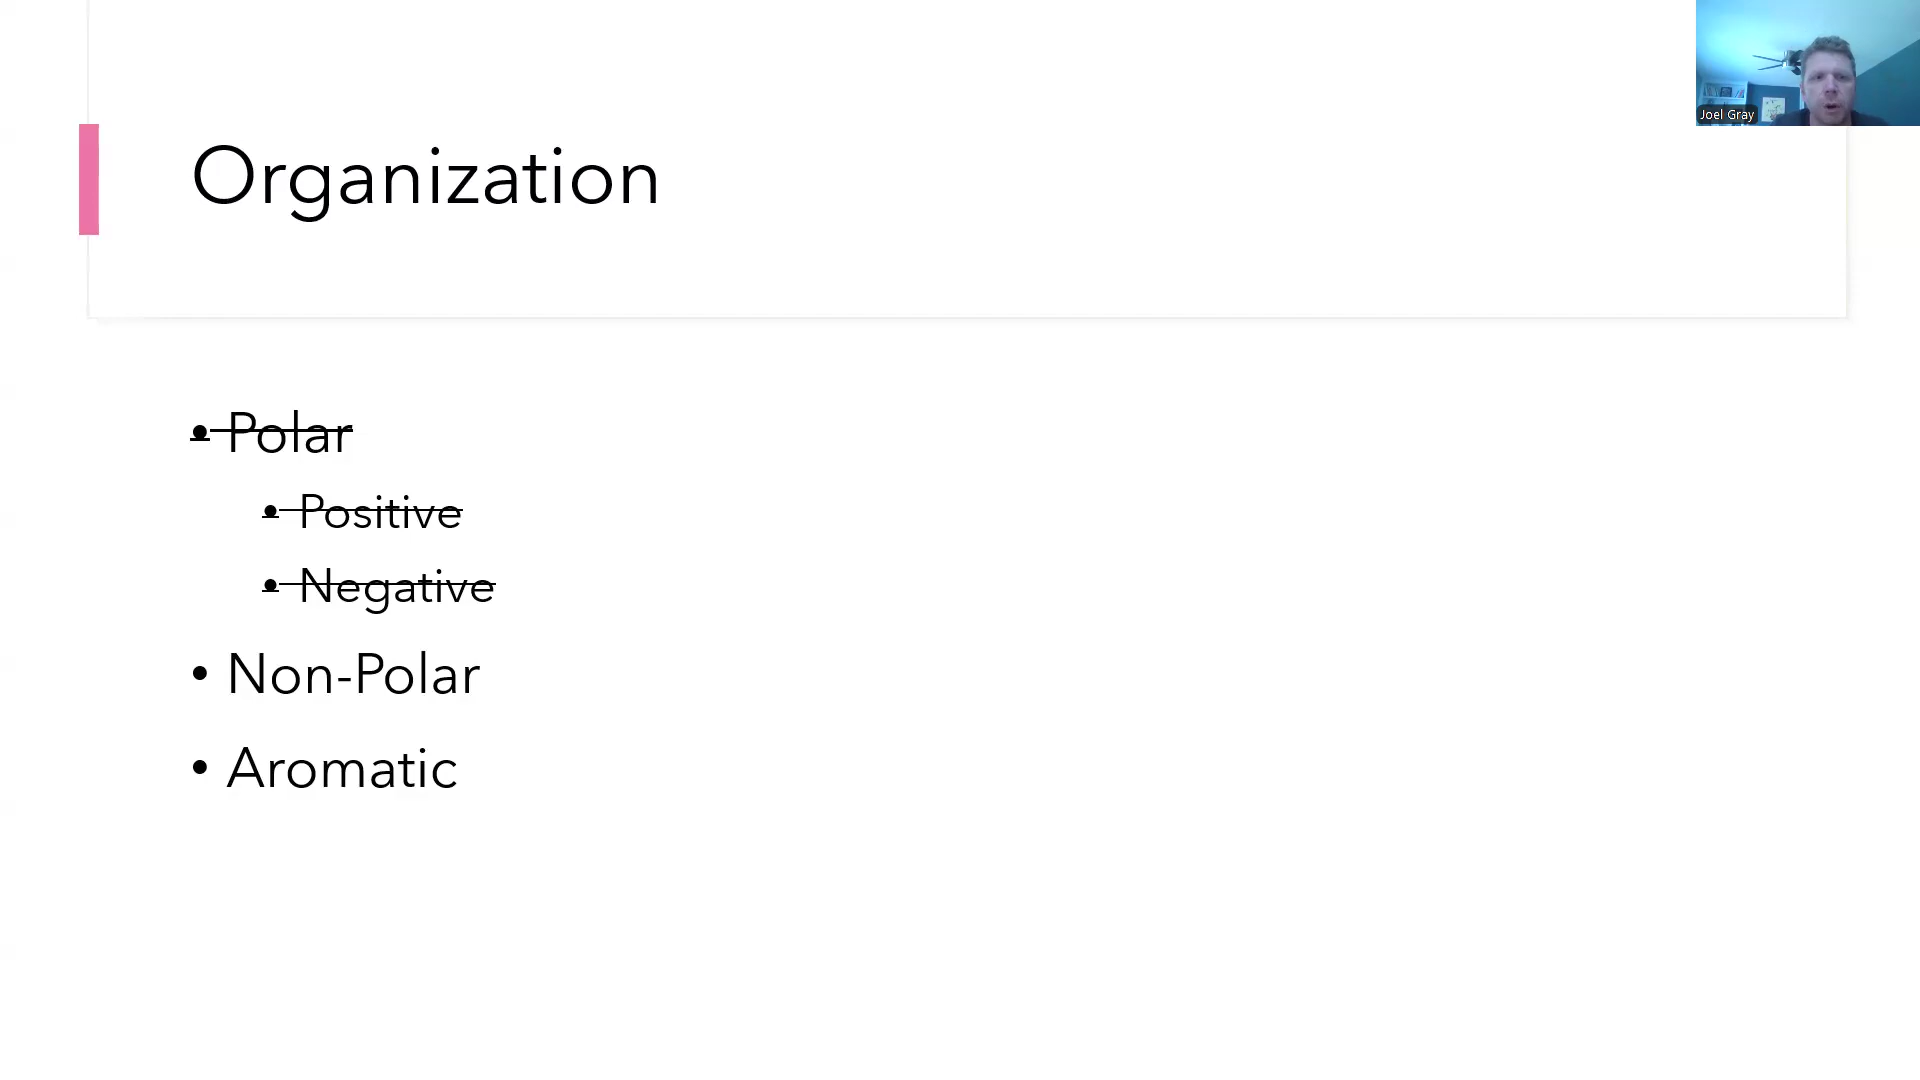 Joel Gray
Organization
• Polar
• Positive
• Negative
• Non-Polar
• Aromatic